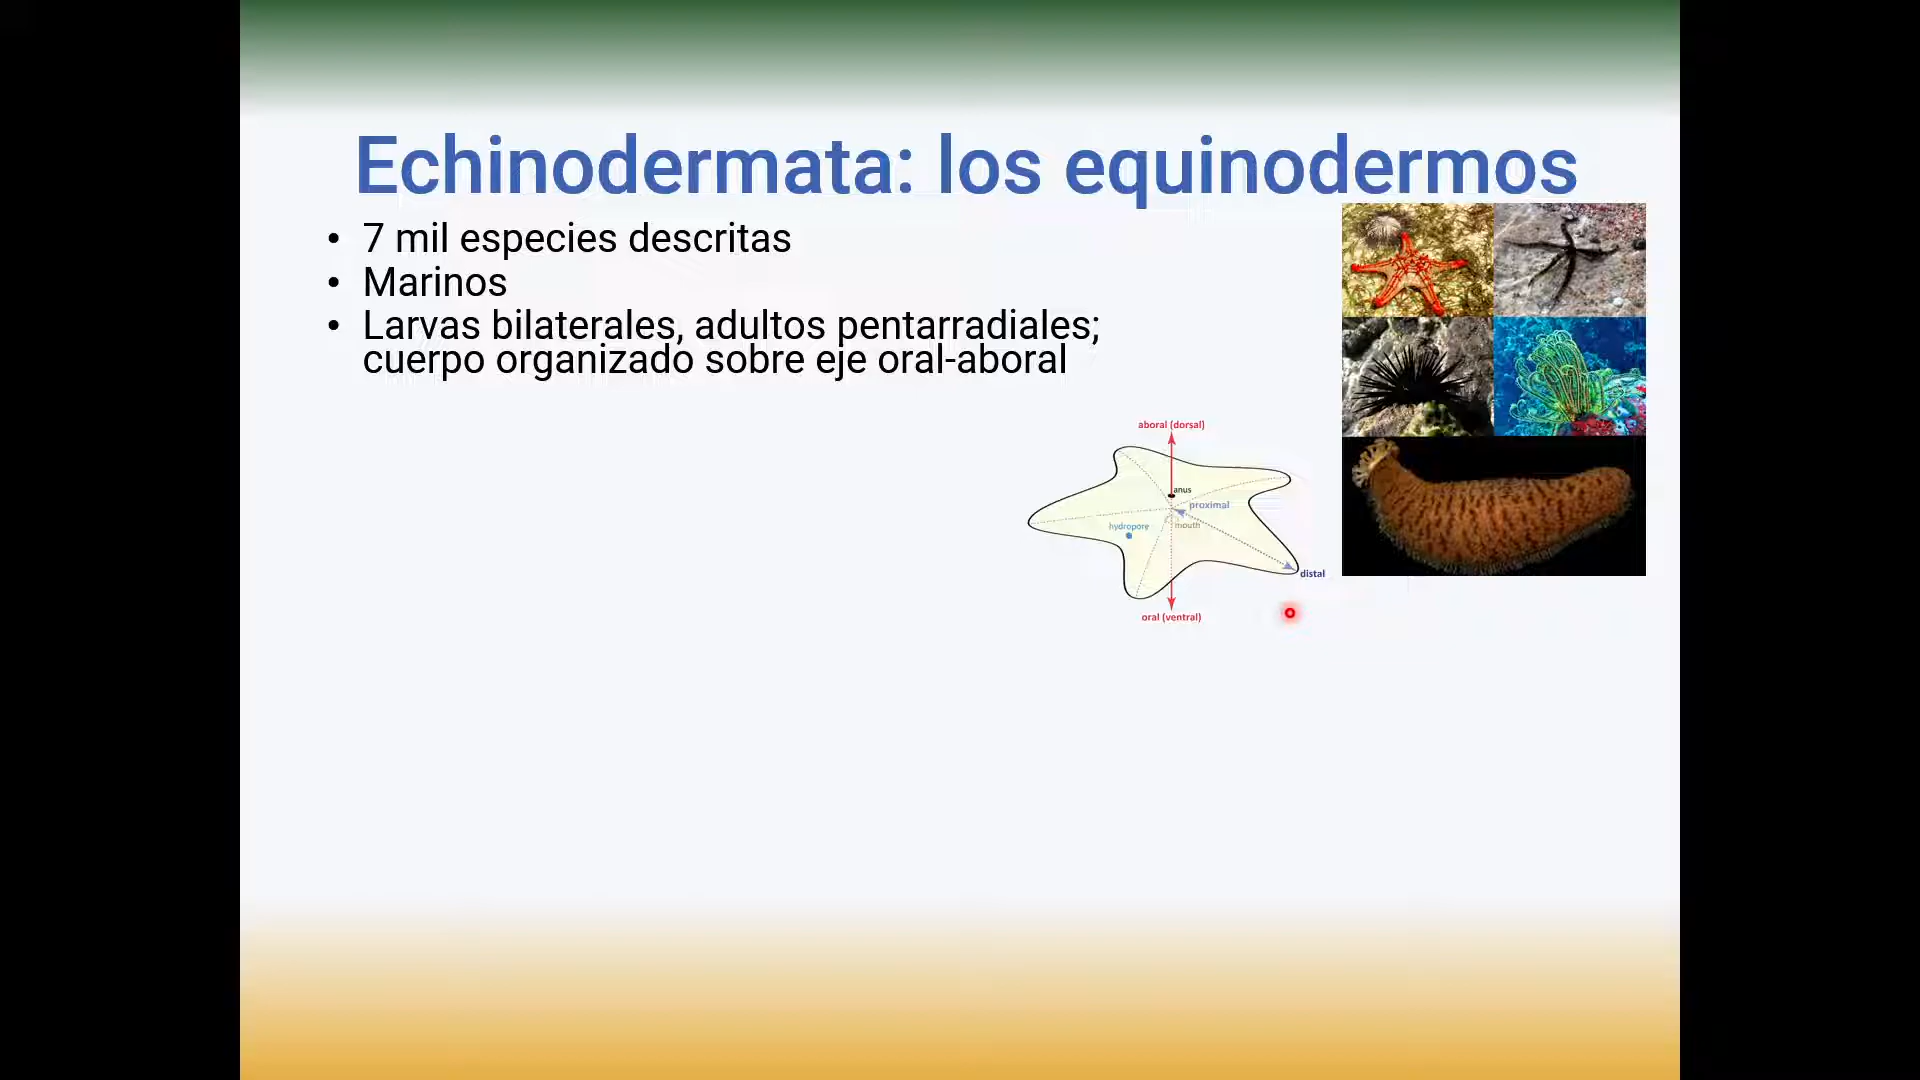 Echinodermata: los equinodermos
• 7 mil especies descritas
• Marinos
• Larvas bilaterales, adultos pentarradiales;
cuerpo organizado sobre eje oral-aboral
aboral (dorsal)
anus
proximal
hydropore
mouth
distal
oral (ventral)